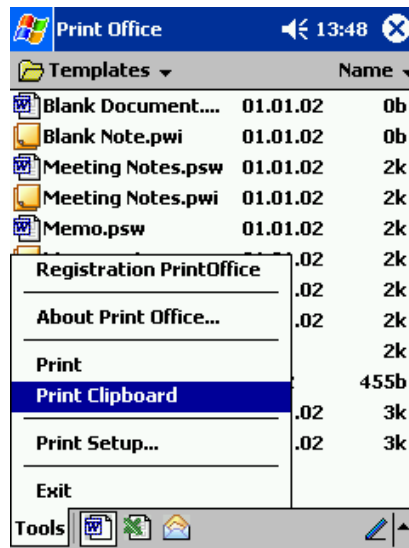 Print Office 13:48
Templates Name
Blank Document.... 01.01.02 0b
Blank Note.pwi 01.01.02 0b
Meeting Notes.psw 01.01.02 2k
Meeting Notes.pwi 01.01.02 2k
Memo.psw 01.01.02 2k
.02 2k
Registration PrintOffice
.02 2k
About Print Office... .02 2k
2k
Print
455b
Print Clipboard
.02 3k
Print Setup... .02 3k
Exit
Tools